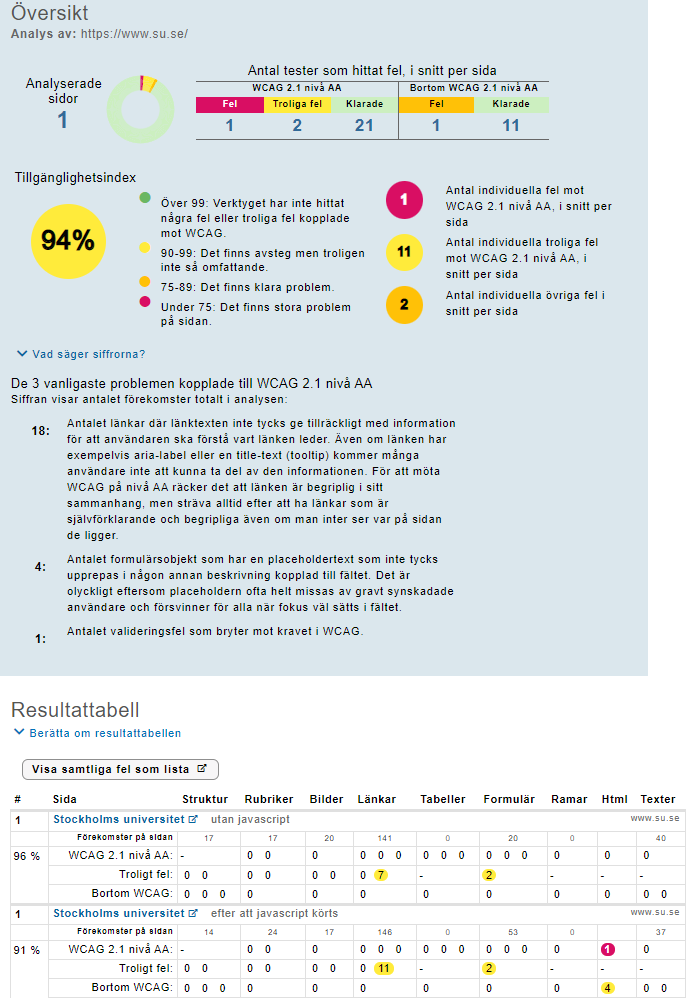 Översikt
Analys av: https://www.su.se/
Analyserade
sidor
1
Antal tester som hittat fel, i snitt per sida
WCAG 2.1 nivå AA Bortom WCAG 2.1 nivå AA
Fel Troliga fel Klarade Fel Klarade
1 2 21 1 11
Tillgänglighetsindex
94%
Över 99: Verktyget har inte hittat
några fel eller troliga fel kopplade
mot WCAG.
90-99: Det finns avsteg men troligen
inte så omfattande.
75-89: Det finns klara problem.
Under 75: Det finns stora problem
på sidan.
1
Antal individuella fel mot
WCAG 2.1 nivå AA, i snitt per
sida
11
Antal individuella troliga fel
mot WCAG 2.1 nivå AA, i
snitt per sida
2
Antal individuella övriga fel i
snitt per sida
Vad säger siffrorna?
De 3 vanligaste problemen kopplade till WCAG 2.1 nivå AA
Siffran visar antalet förekomster totalt i analysen:
18:
Antalet länkar där länktexten inte tycks ge tillräckligt med information
för att användaren ska förstå vart länken leder. Även om länken har
exempelvis aria-label eller en title-text (tooltip) kommer många
användare inte att kunna ta del av den informationen. För att möta
WCAG på nivå AA räcker det att länken är begriplig i sitt
sammanhang, men sträva alltid efter att ha länkar som är
självförklarande och begripliga även om man inter ser var på sidan
de ligger.
4:
Antalet formulärsobjekt som har en placeholdertext som inte tycks
upprepas i någon annan beskrivning kopplad till fältet. Det är
olyckligt eftersom placeholdern ofta helt missas av gravt synskadade
användare och försvinner för alla när fokus väl sätts i fältet.
1:
Antalet valideringsfel som bryter mot kravet i WCAG.
Resultattabell
Berätta om resultattabellen
Visa samtliga fel som lista
# Sida Struktur Rubriker Bilder Länkar Tabeller Formulär Ramar Html Texter
1 Stockholms universitet utan javascript www.su.se
Förekomster på sidan 17 17 20 141 0 20 0 40
96 % WCAG 2.1 nivå AA: - 0 0 0 0 0 0 0 0 0 0 0 0 0 0 0
Troligt fel: 0 0 0 0 0 0 0 7 - 2 - - -
Bortom WCAG: 0 0 0 0 0 0 0 0 0 0 0
1 Stockholms universitet efter att javascript körts www.su.se
Förekomster på sidan 14 24 17 146 0 53 0 37
91 % WCAG 2.1 nivå AA: - 0 0 0 0 0 0 0 0 0 0 0 0 0 1 0
Troligt fel: 0 0 0 0 0 0 0 11 - 2 - - -
Bortom WCAG: 0 0 0 0 0 0 0 0 0 4 0 0